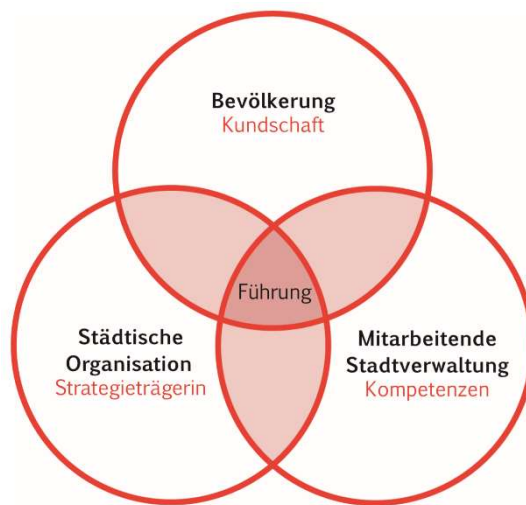 Bevölkerung
Kundschaft
Führung
Städtische
Organisation
Strategieträgerin
Mitarbeitende
Stadtverwaltung
Kompetenzen